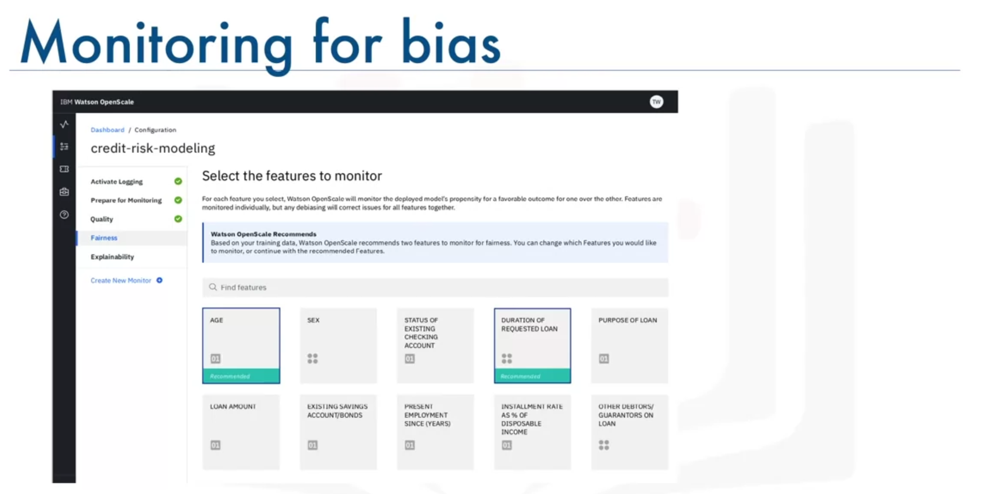 Monitoring for bias
IBM Watson OpenScale
TW
Dashboard / Configuration
credit-risk-modeling
Activate Logging
Prepare for Monitoring
Quality
Fairness
Explainability
Create New Monitor
Select the features to monitor
For each feature you select, Watson OpenScale will monitor the deployed model's propensity for a favorable outcome for one over the other. Features are
monitored individually, but any debiasing will correct issues for all features together.
Watson OpenScale Recommends
Based on your training data, Watson OpenScale recommends two features to monitor for fairness. You can change which Features you would like
to monitor, or continue with the recommended Features.
Find features
AGE
01
Recommended
SEX
STATUS OF
EXISTING
CHECKING
ACCOUNT
01
DURATION OF
REQUESTED LOAN
Recommended
PURPOSE OF LOAN
01
LOAN AMOUNT
01
EXISTING SAVINGS
ACCOUNT/BONDS
01
PRESENT
EMPLOYMENT
SINCE (YEARS)
01
INSTALLMENT RATE
AS % OF
DISPOSABLE
INCOME
01
OTHER DEBTORS/
GUARANTORS ON
LOAN